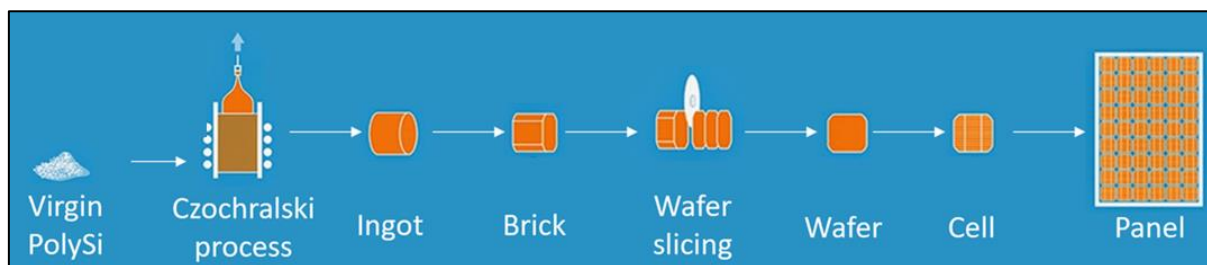 Virgin
PolySi
Czochralski
process
Ingot
Brick
Wafer
slicing
Wafer
Cell
Panel